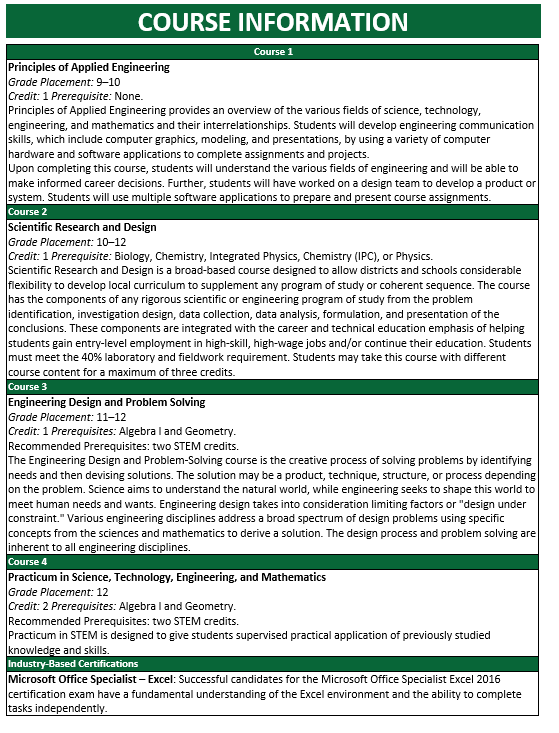 COURSE INFORMATION
Course 1
Principles of Applied Engineering
Grade Placement: 9–10
Credit: 1 Prerequisite: None.
Principles of Applied Engineering provides an overview of the various fields of science, technology,
engineering, and mathematics and their interrelationships. Students will develop engineering communication
skills, which include computer graphics, modeling, and presentations, by using a variety of computer
hardware and software applications to complete assignments and projects.
Upon completing this course, students will understand the various fields of engineering and will be able to
make informed career decisions. Further, students will have worked on a design team to develop a product or
system. Students will use multiple software applications to prepare and present course assignments.
Course 2
Scientific Research and Design
Grade Placement: 10–12
Credit: 1 Prerequisite: Biology, Chemistry, Integrated Physics, Chemistry (IPC), or Physics.
Scientific Research and Design is a broad-based course designed to allow districts and schools considerable
flexibility to develop local curriculum to supplement any program of study or coherent sequence. The course
has the components of any rigorous scientific or engineering program of study from the problem
identification, investigation design, data collection, data analysis, formulation, and presentation of the
conclusions. These components are integrated with the career and technical education emphasis of helping
students gain entry-level employment in high-skill, high-wage jobs and/or continue their education. Students
must meet the 40% laboratory and fieldwork requirement. Students may take this course with different
course content for a maximum of three credits.
Course 3
Engineering Design and Problem Solving
Grade Placement: 11–12
Credit: 1 Prerequisites: Algebra I and Geometry.
Recommended Prerequisites: two STEM credits.
The Engineering Design and Problem-Solving course is the creative process of solving problems by identifying
needs and then devising solutions. The solution may be a product, technique, structure, or process depending
on the problem. Science aims to understand the natural world, while engineering seeks to shape this world to
meet human needs and wants. Engineering design takes into consideration limiting factors or "design under
constraint." Various engineering disciplines address a broad spectrum of design problems using specific
concepts from the sciences and mathematics to derive a solution. The design process and problem solving are
inherent to all engineering disciplines.
Course 4
Practicum in Science, Technology, Engineering, and Mathematics
Grade Placement: 12
Credit: 2 Prerequisites: Algebra I and Geometry.
Recommended Prerequisites: two STEM credits.
Practicum in STEM is designed to give students supervised practical application of previously studied
knowledge and skills.
Industry-Based Certifications
Microsoft Office Specialist – Excel: Successful candidates for the Microsoft Office Specialist Excel 2016
certification exam have a fundamental understanding of the Excel environment and the ability to complete
tasks independently.